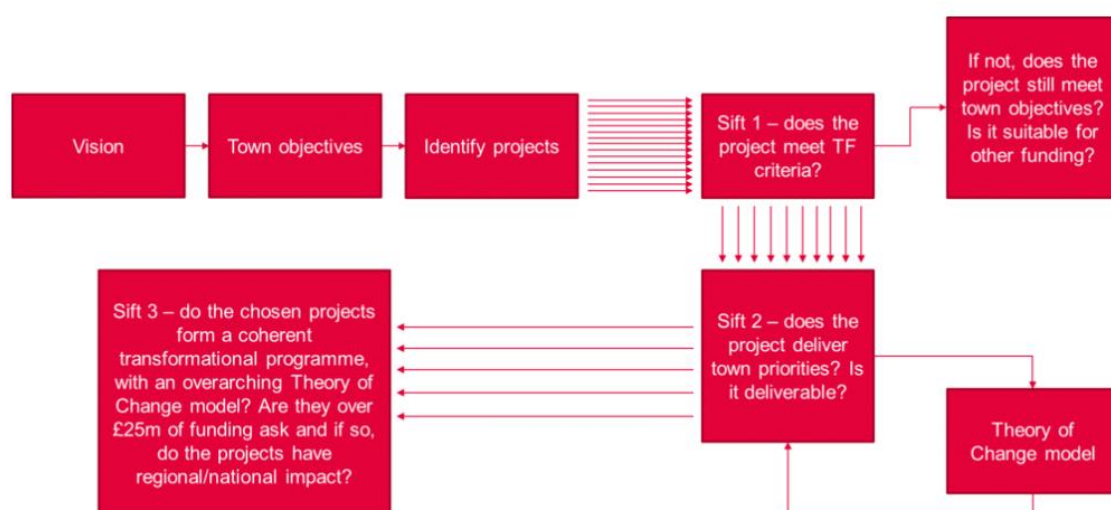 Vision
Town objectives
Identify projects
Sift 1 – does the
project meet TF
criteria?
If not, does the
project still meet
town objectives?
Is it suitable for
other funding?
Sift 3 – do the chosen projects
form a coherent
transformational programme,
with an overarching Theory of
Change model? Are they over
£25m of funding ask and if so,
do the projects have
regional/national impact?
Sift 2 – does the
project deliver
town priorities? Is
it deliverable?
Theory of
Change model